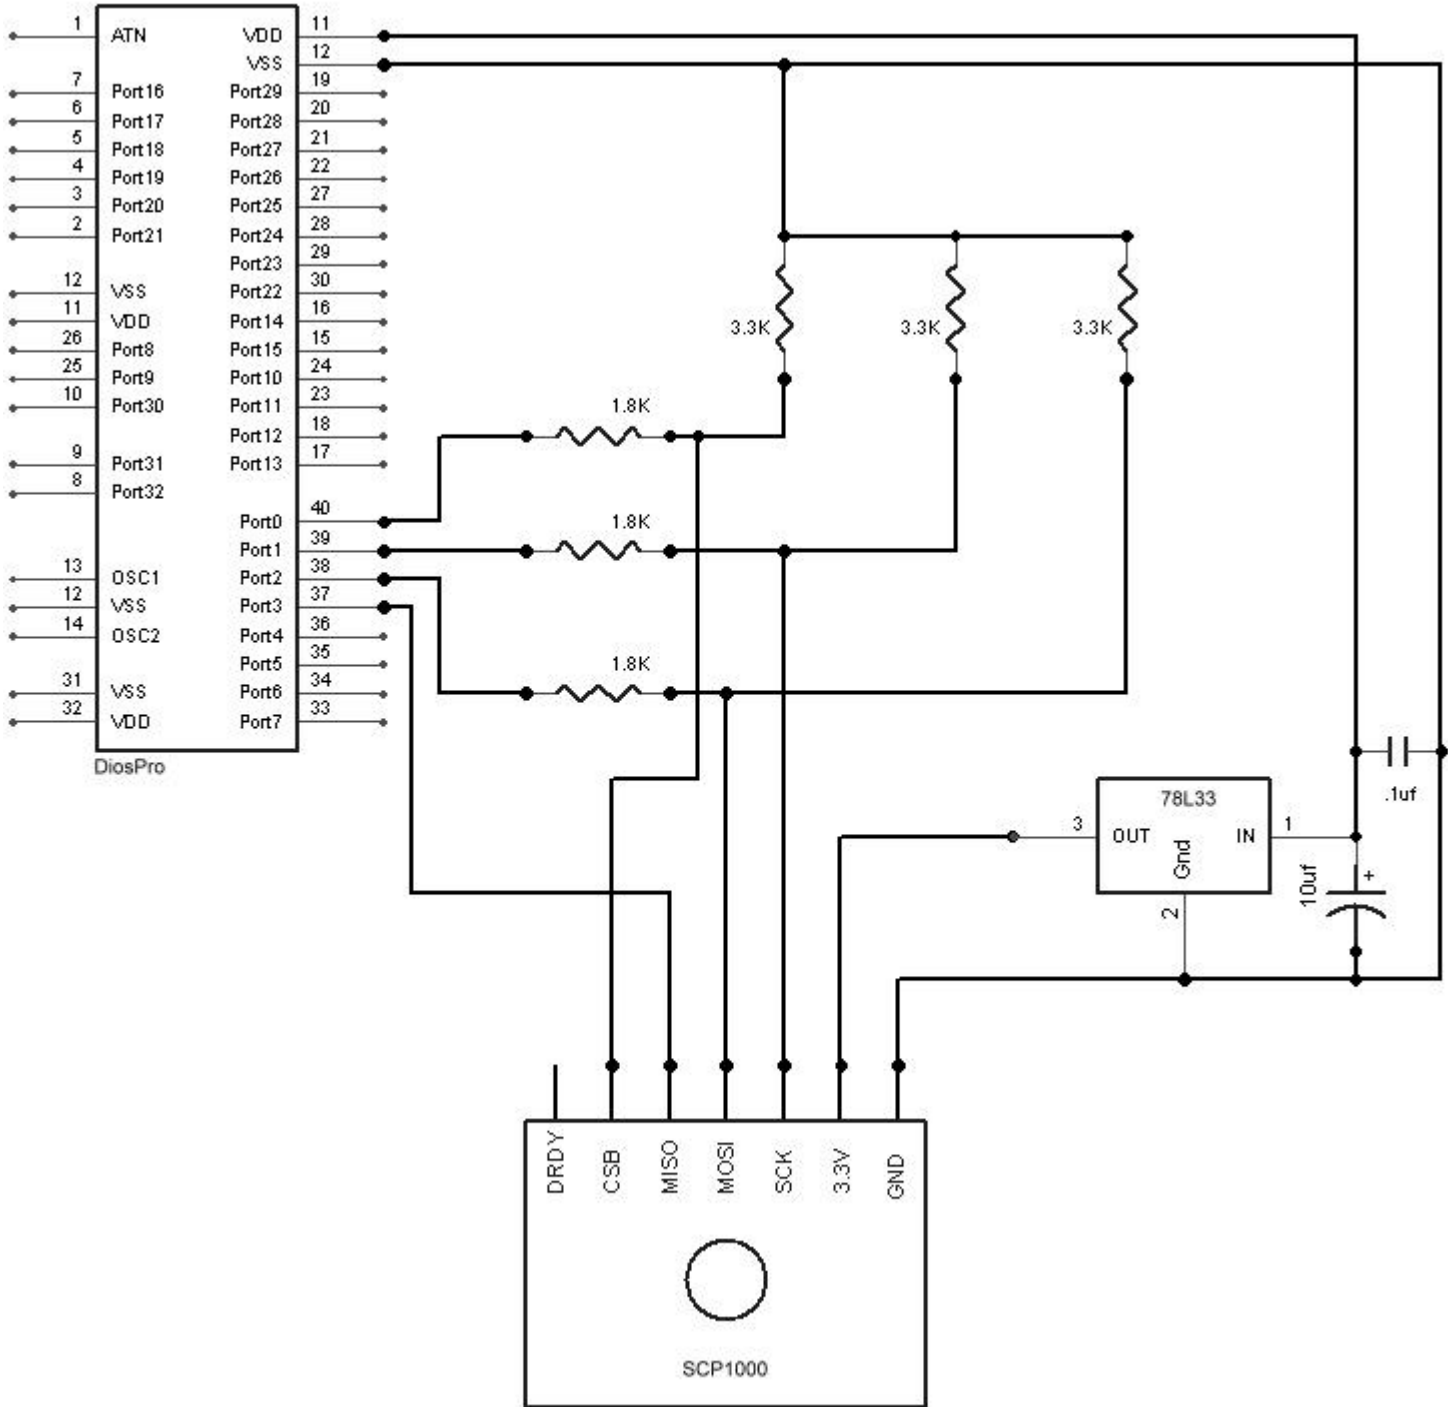 1 ATN VDD 11
VSS 12
7 Port16 Port29 19
6 Port17 Port28 20
5 Port18 Port27 21
4 Port19 Port26 22
3 Port20 Port25 27
2 Port21 Port24 28
Port23 29
12 VSS Port22 30
11 VDD Port14 16
26 Port8 Port15 15
25 Port9 Port10 24
10 Port30 Port11 23
Port12 18
9 Port31 Port13 17
8 Port32
Port0 40
Port1 39
13 OSC1 Port2 38
12 VSS Port3 37
14 OSC2 Port4 36
Port5 35
31 VSS Port6 34
32 VDD Port7 33
DiosPro
3.3K 3.3K 3.3K
1.8K
1.8K
1.8K
.1uf
78L33
3 OUT IN 1
Gnd
2
10uf +
DRDY CSB MISO MOSI SCK 3.3V GND
SCP1000